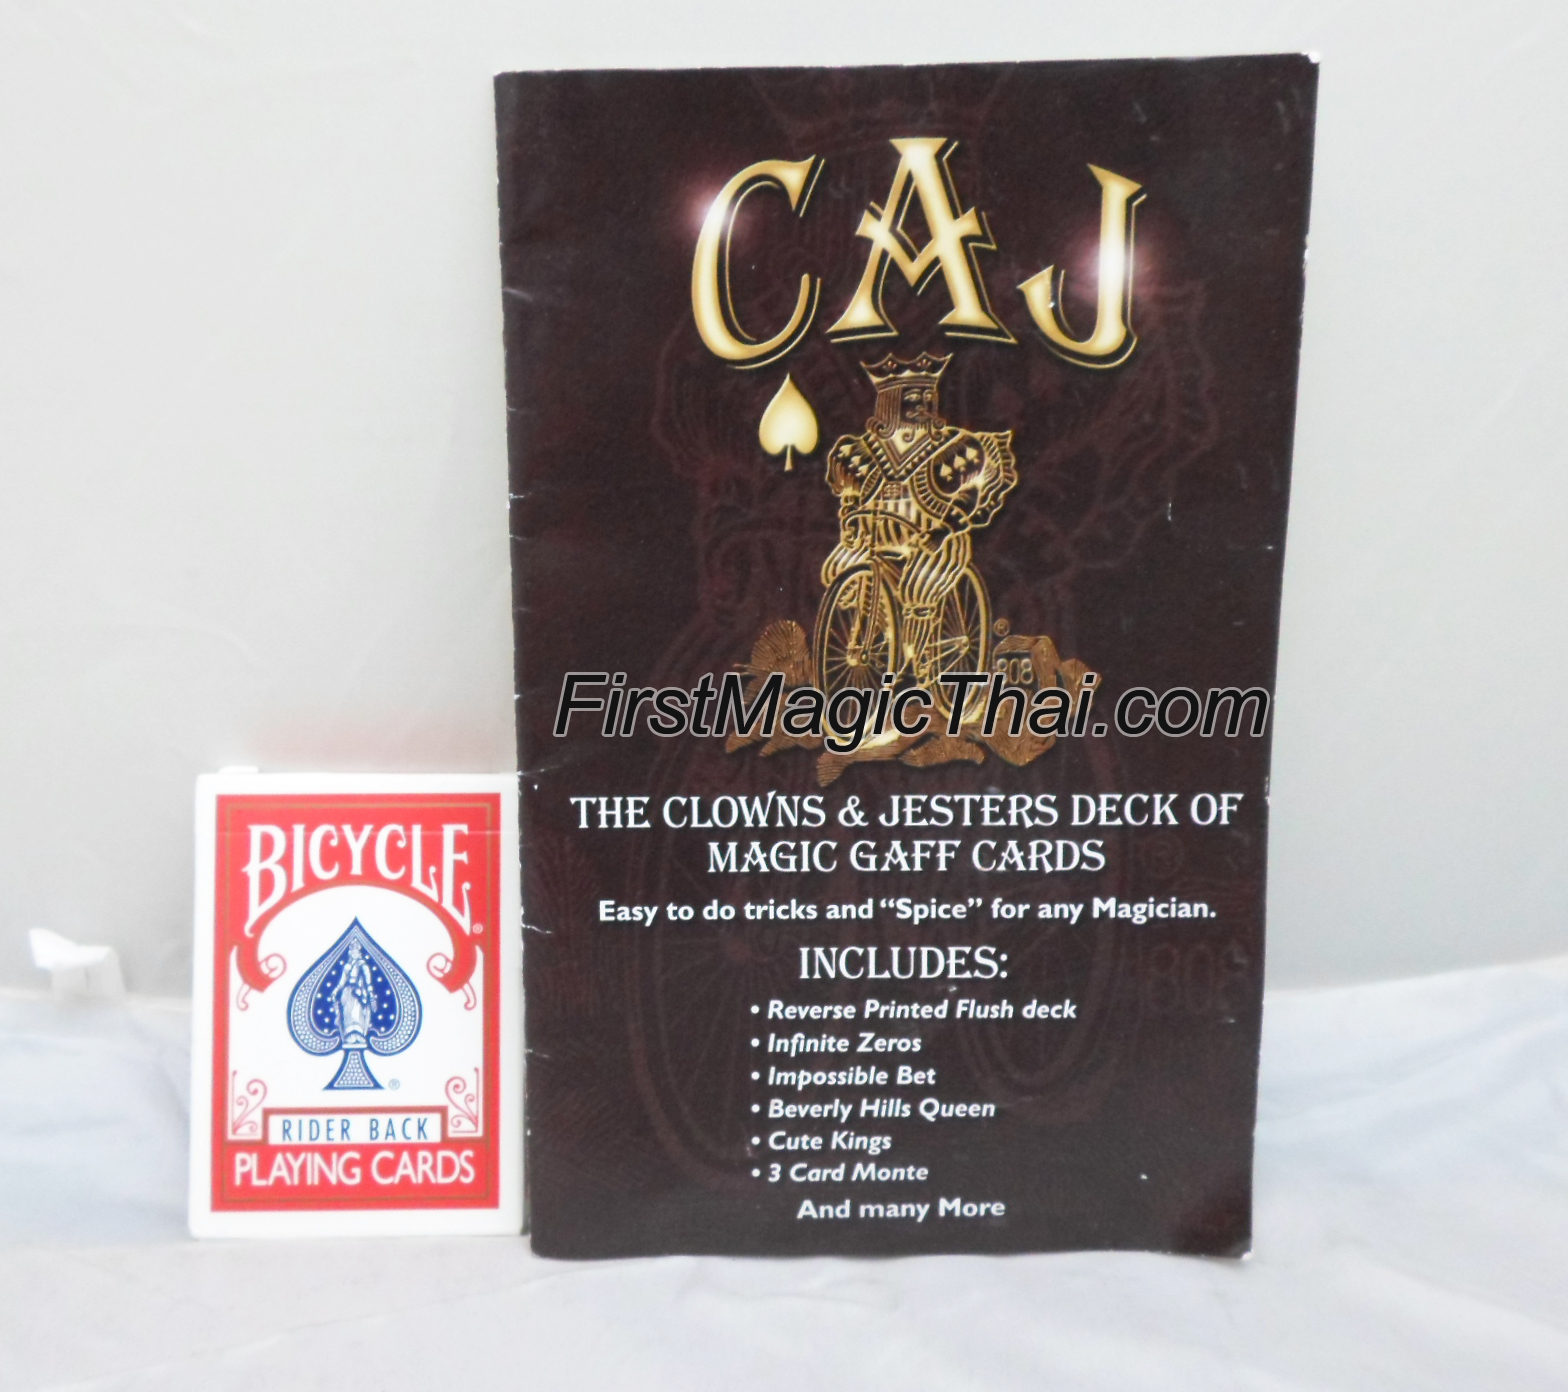 CAJ
®
808
FirstMagicThai.com
THE CLOWNS & JESTERS DECK OF
MAGIC GAFF CARDS
Easy to do tricks and “Spice” for any Magician.
INCLUDES:
• Reverse Printed Flush deck
• Infinite Zeros
• Impossible Bet
• Beverly Hills Queen
• Cute Kings
• 3 Card Monte
And many More
BICYCLE®
®
RIDER BACK
PLAYING CARDS